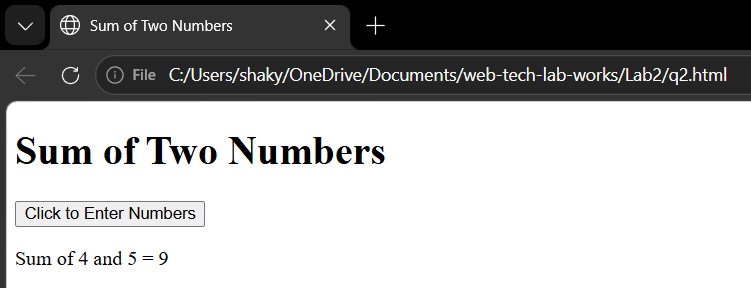 Sum of Two Numbers
File C:/Users/shaky/OneDrive/Documents/web-tech-lab-works/Lab2/q2.html
Sum of Two Numbers
Click to Enter Numbers
Sum of 4 and 5 = 9